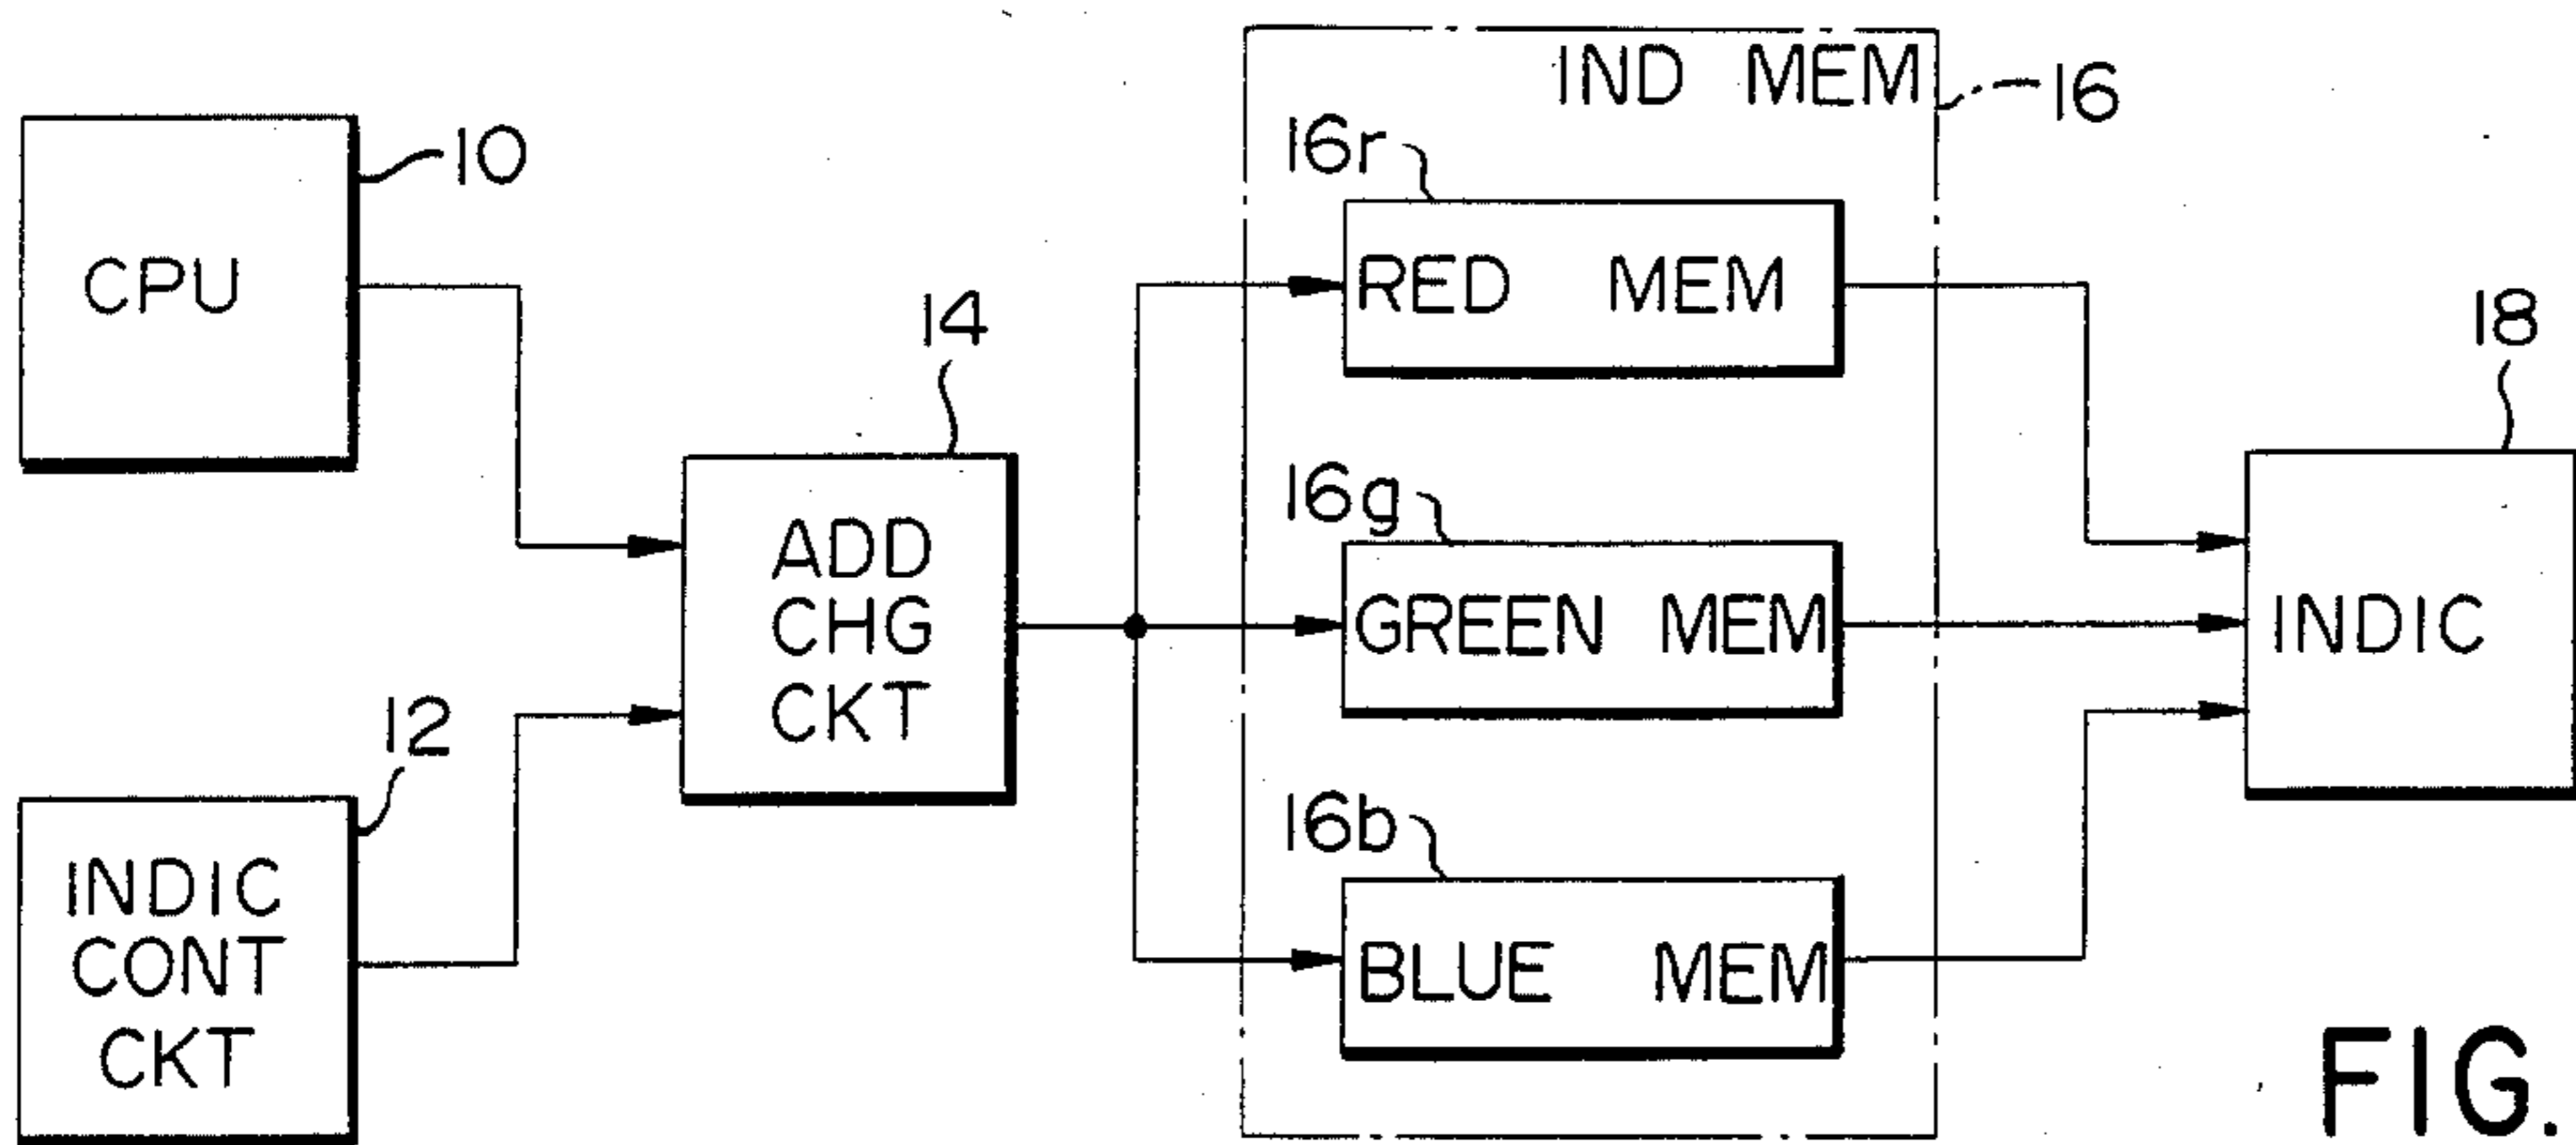 IND MEM
16
10
CPU
16r
RED MEM
14
ADD
CHG
CKT
16g
GREEN MEM
18
INDIC
12
INDIC
CONT
CKT
16b
BLUE MEM
FIG.